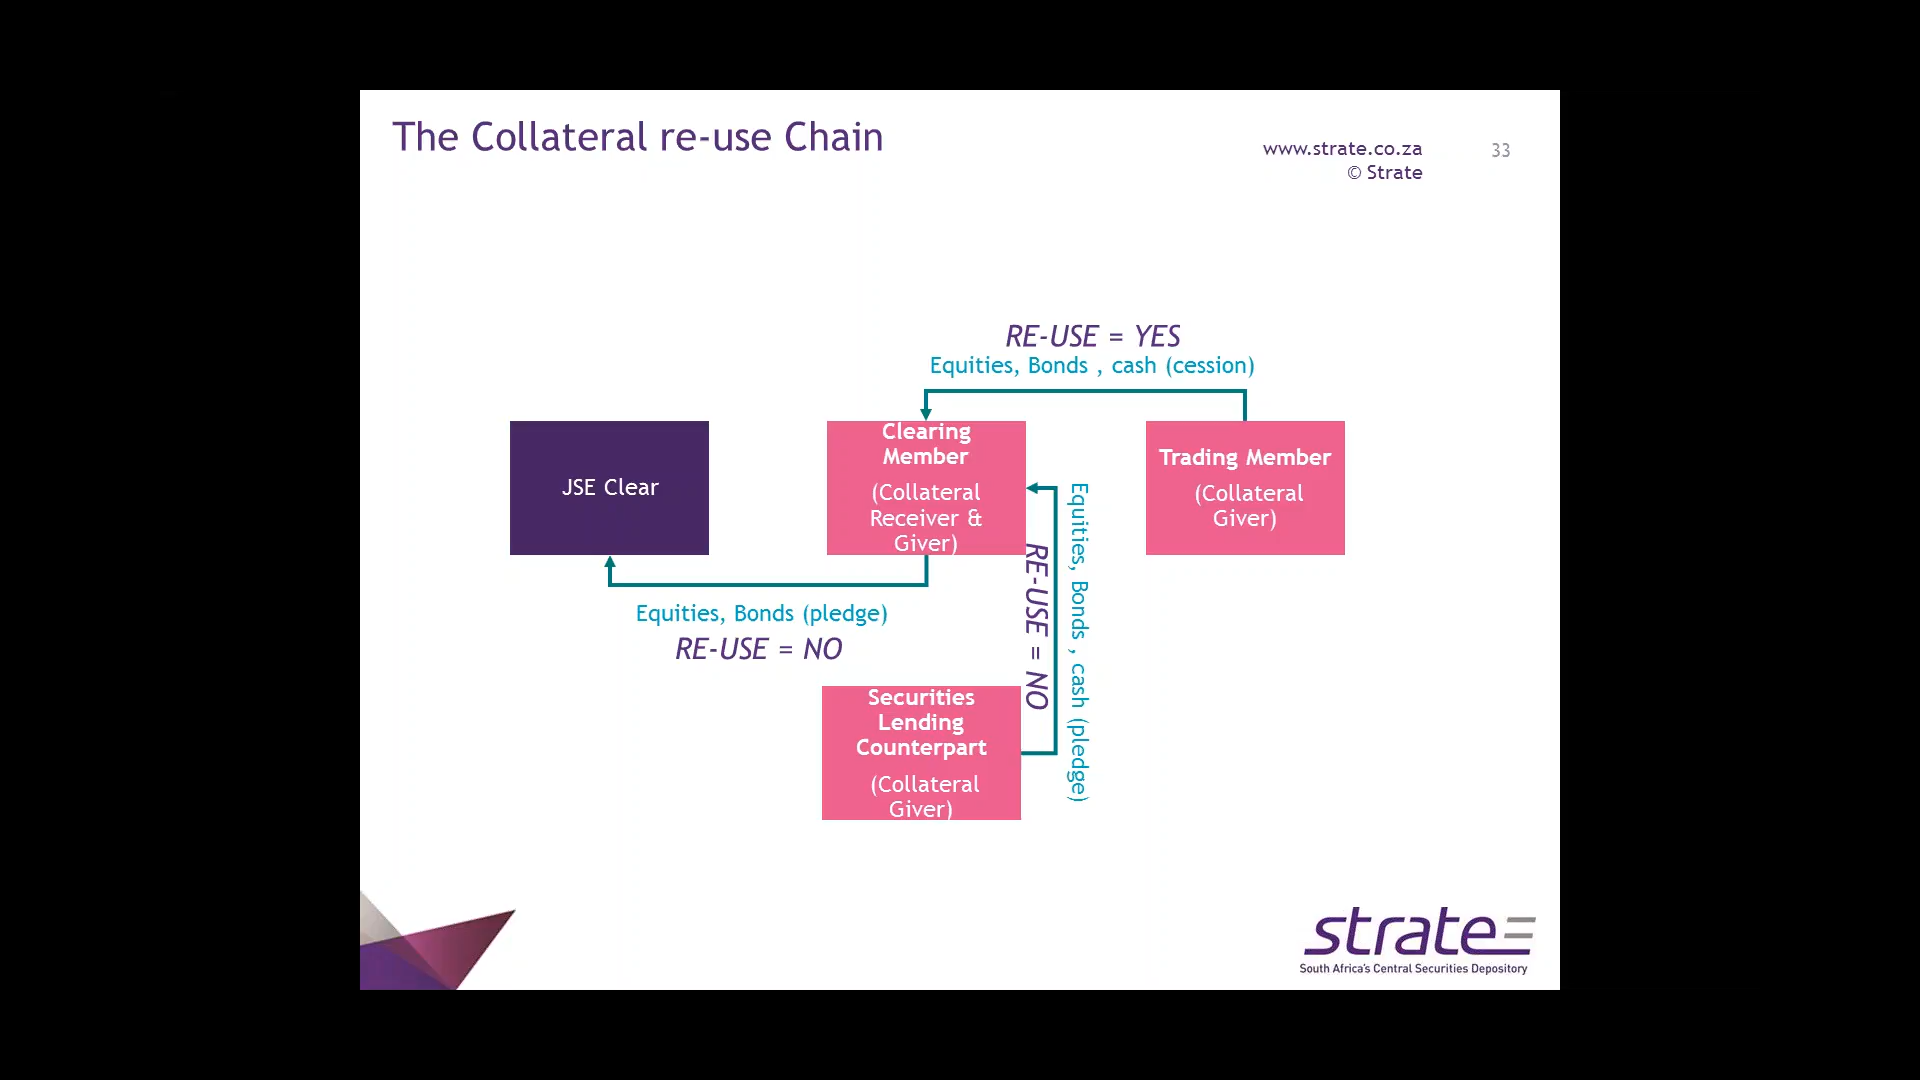 The Collateral re-use Chain
www.strate.co.za
© Strate
33
RE-USE = YES
Equities, Bonds , cash (cession)
JSE Clear
Clearing
Member
(Collateral
Receiver &
Giver)
Trading Member
(Collateral
Giver)
Equities, Bonds , cash (pledge)
RE-USE = NO
Equities, Bonds (pledge)
RE-USE = NO
Securities
Lending
Counterpart
(Collateral
Giver)
strate
South Africa's Central Securities Depository